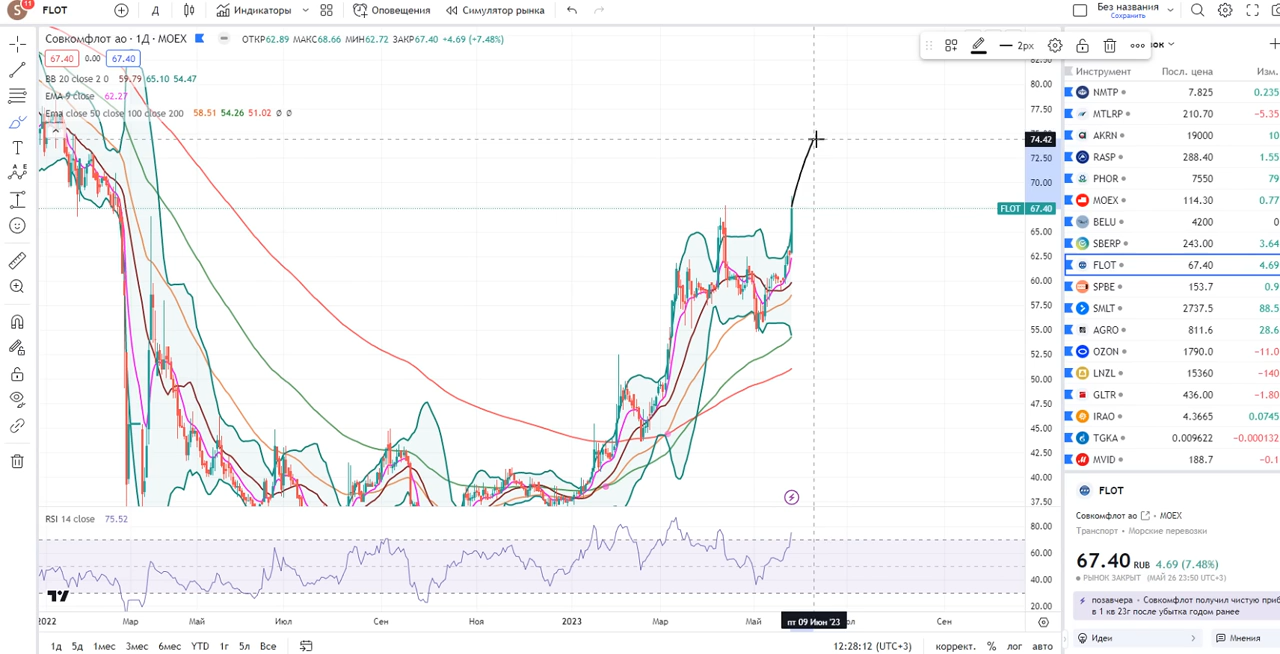 S 11 FLOT Д Индикаторы Оповещения Симулятор рынка Без названия
Сохранить
Совкомфлот ао · 1Д · MOEX ОТКР62.89 МАКС68.66 МИН62.72 ЗАКР67.40 +4.69 (+7.48%)
67.40 0.00 67.40
BB 20 close 2 0 59.79 65.10 54.47
EMA 9 close 62.27
Ema close 50 close 100 close 200 58.51 54.26 51.02 Ø Ø
2px
80.00
77.50
74.42
72.50
70.00
FLOT 67.40
65.00
62.50
60.00
57.50
55.00
52.50
50.00
47.50
45.00
42.50
40.00
37.50
RSI 14 close 75.52
80.00
60.00
40.00
20.00
2022 Мар Май Июл Сен Ноя 2023 Мар Май пт 09 Июн '23 Сен
1д 5д 1мес 3мес 6мес YTD 1г 5л Все 12:28:12 (UTC+3) коррект. % лог авто
Инструмент Посл. цена Изм.
NMTP 7.825 0.235
MTLRP 210.70 −5.35
AKRN 19000 10
RASP 288.40 1.55
PHOR 7550 79
MOEX 114.30 0.77
BELU 4200 0
SBERP 243.00 3.64
FLOT 67.40 4.69
SPBE 153.7 0.9
SMLT 2737.5 88.5
AGRO 811.6 28.6
OZON 1790.0 −11.0
LNZL 15360 −140
GLTR 436.00 −1.80
IRAO 4.3665 0.0745
TGKA 0.009622 −0.000132
MVID 188.7 −0.1
FLOT
Совкомфлот ао • MOEX
Транспорт • Морские перевозки
67.40 RUB 4.69 (7.48%)
РЫНОК ЗАКРЫТ (МАЙ 26 23:50 UTC+3)
позавчера • Совкомфлот получил чистую приб
в 1 кв 23г после убытка годом ранее
Идеи Мнения